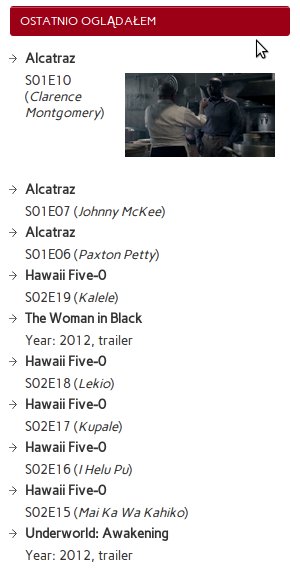 OSTATNIO OGLĄDAŁEM
Alcatraz
S01E10
(Clarence
Montgomery)
Alcatraz
S01E07 (Johnny McKee)
Alcatraz
S01E06 (Paxton Petty)
Hawaii Five-0
S02E19 (Kalele)
The Woman in Black
Year: 2012, trailer
Hawaii Five-0
S02E18 (Lekio)
Hawaii Five-0
S02E17 (Kupale)
Hawaii Five-0
S02E16 (I Helu Pu)
Hawaii Five-0
S02E15 (Mai Ka Wa Kahiko)
Underworld: Awakening
Year: 2012, trailer